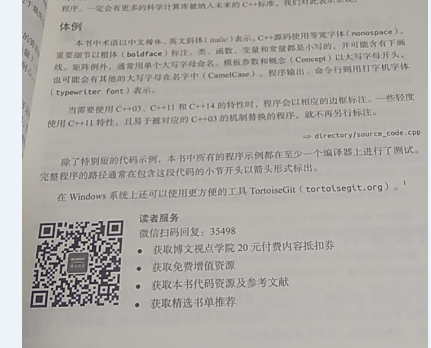 程序。一定会有更多的科学计算库被纳入未来的 C++标准，我们对此表示
体例
本书中术语以中文楷体、英文斜体（italic）表示。C++源码使用等宽字体（monospace）。
重要细节以粗体（boldface）标注。类、函数、变量和常量都是小写的，并可能含有下画
线。矩阵例外，通常用单个大写字母命名。模板参数和概念（Concept）以大写字母开头，
也可能会有其他的大写字母在名字中（CamelCase）。程序输出、命令行则用打字机字体
（typewriter font）表示。
当需要使用 C++03、C++11 和 C++14 的特性时，程序会以相应的边框标注。一些轻度
使用 C++11 特性，且易于被对应的 C++03 的机制替换的程序，就不再另行标注。
⇒ directory/source_code.cpp
除了特别短的代码示例，本书中所有的程序示例都在至少一个编译器上进行了测试。
完整程序的路径通常在包含这段代码的小节开头以箭头形式标出。
在 Windows 系统上还可以使用更方便的工具 TortoiseGit（tortoisegit.org）。¹
读者服务
微信扫码回复：35498
● 获取博文视点学院 20 元付费内容抵扣券
● 获取免费增值资源
● 获取本书代码资源及参考文献
● 获取精选书单推荐